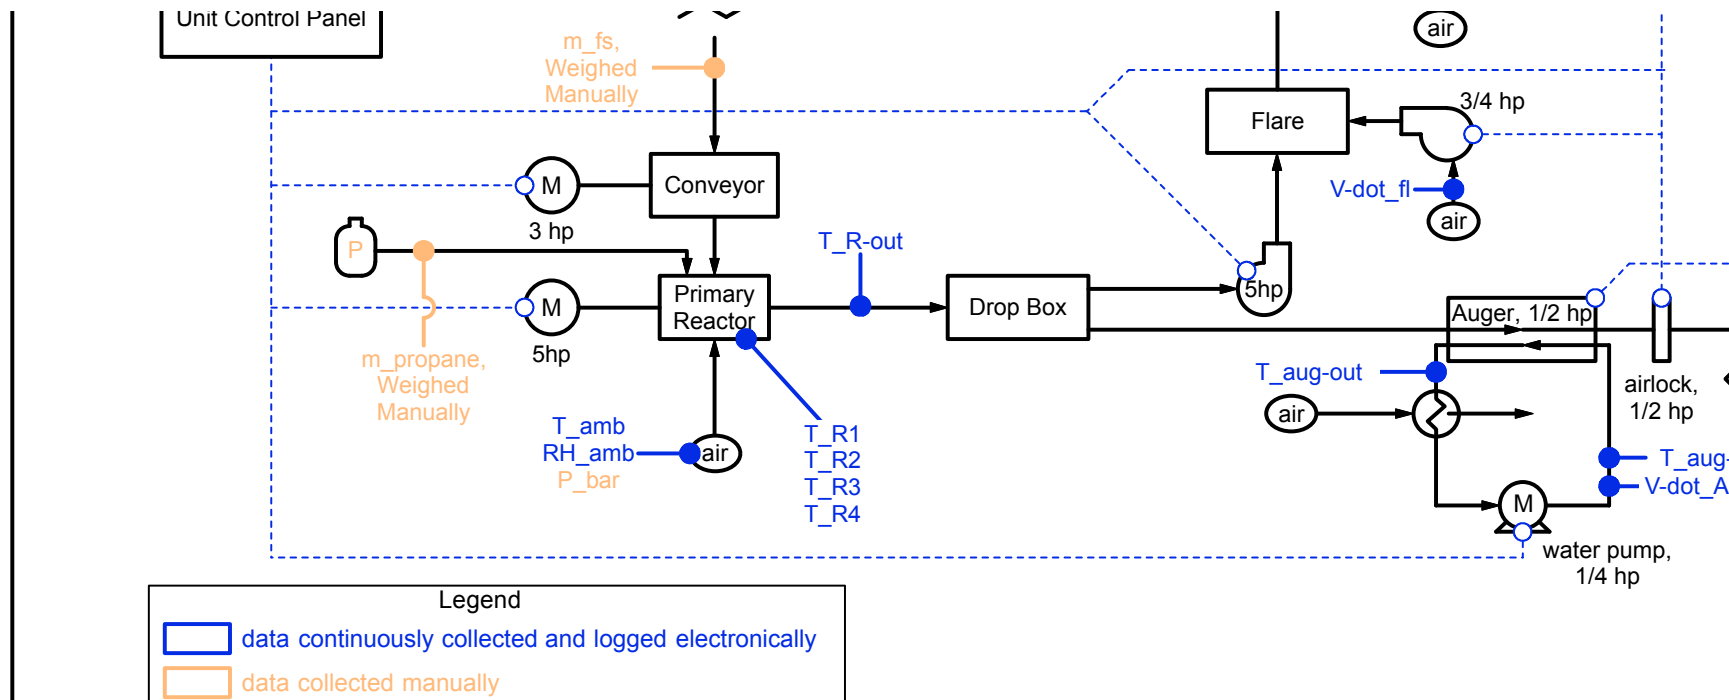 Unit Control Panel
m_fs,
Weighed
Manually
air
3/4 hp
Flare
Conveyor
M
3 hp
V-dot_fl
air
P
T_R-out
Primary
Reactor
M
5hp
Drop Box
5hp
Auger, 1/2 hp
m_propane,
Weighed
Manually
T_aug-out
airlock,
1/2 hp
air
T_amb
RH_amb
P_bar
air
T_R1
T_R2
T_R3
T_R4
T_aug-
V-dot_A
M
water pump,
1/4 hp
Legend
data continuously collected and logged electronically
data collected manually